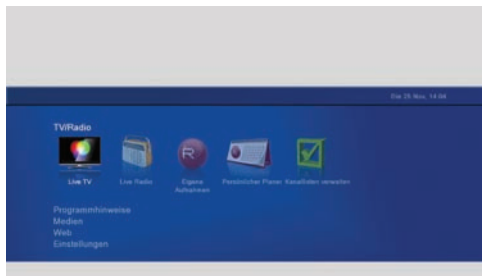 Die 25 Nov, 14:04
TV/Radio
R
Live TV
Live Radio
Eigene Aufnahmen
Persönlicher Planer
Kanallisten verwalten
Programmhinweise
Medien
Web
Einstellungen